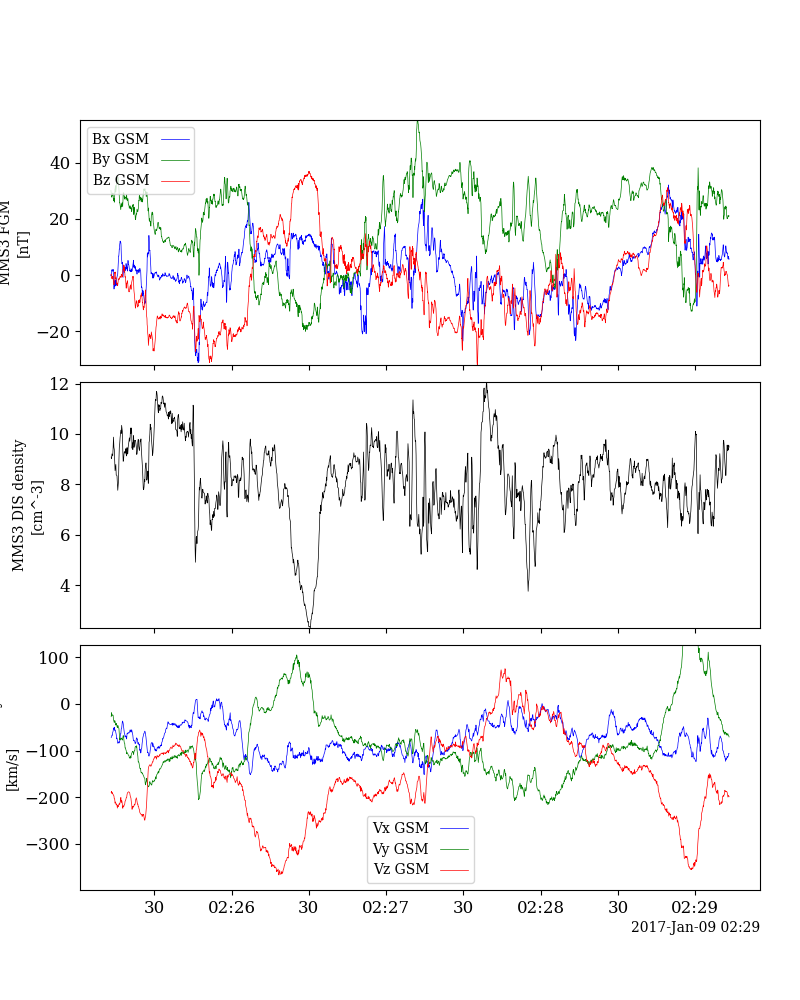 MMS3 FGM
[nT]
40
20
0
−20
Bx GSM
By GSM
Bz GSM
MMS3 DIS density
[cm^-3]
12
10
8
6
4
[km/s]
100
0
−100
−200
−300
Vx GSM
Vy GSM
Vz GSM
30 02:26 30 02:27 30 02:28 30 02:29
2017-Jan-09 02:29